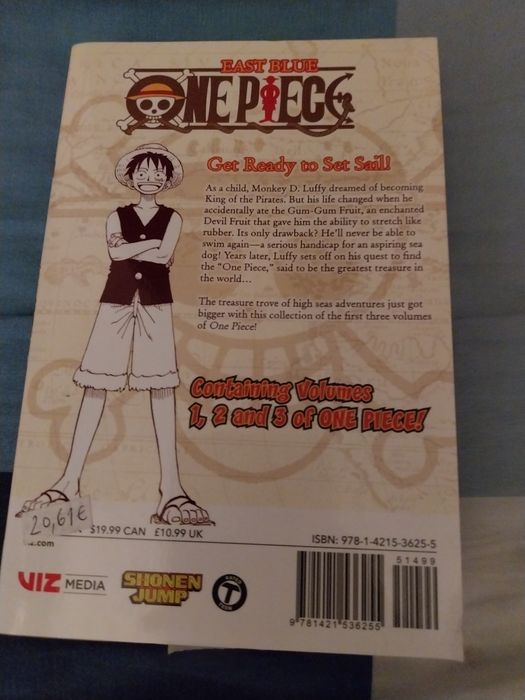 EAST BLUE
ONE PIECE
Get Ready to Set Sail!
As a child, Monkey D. Luffy dreamed of becoming
King of the Pirates. But his life changed when he
accidentally ate the Gum-Gum Fruit, an enchanted
Devil Fruit that gave him the ability to stretch like
rubber. Its only drawback? He'll never be able to
swim again—a serious handicap for an aspiring sea
dog! Years later, Luffy sets off on his quest to find
the "One Piece," said to be the greatest treasure in
the world...
The treasure trove of high seas adventures just got
bigger with this collection of the first three volumes
of One Piece!
Containing Volumes
1, 2 and 3 of ONE PIECE!
20,61€
$19.99 CAN £10.99 UK
.com
ISBN: 978-1-4215-3625-5
51499
VIZ MEDIA
SHONEN
JUMP
RATED
T
TEEN
9781421536255